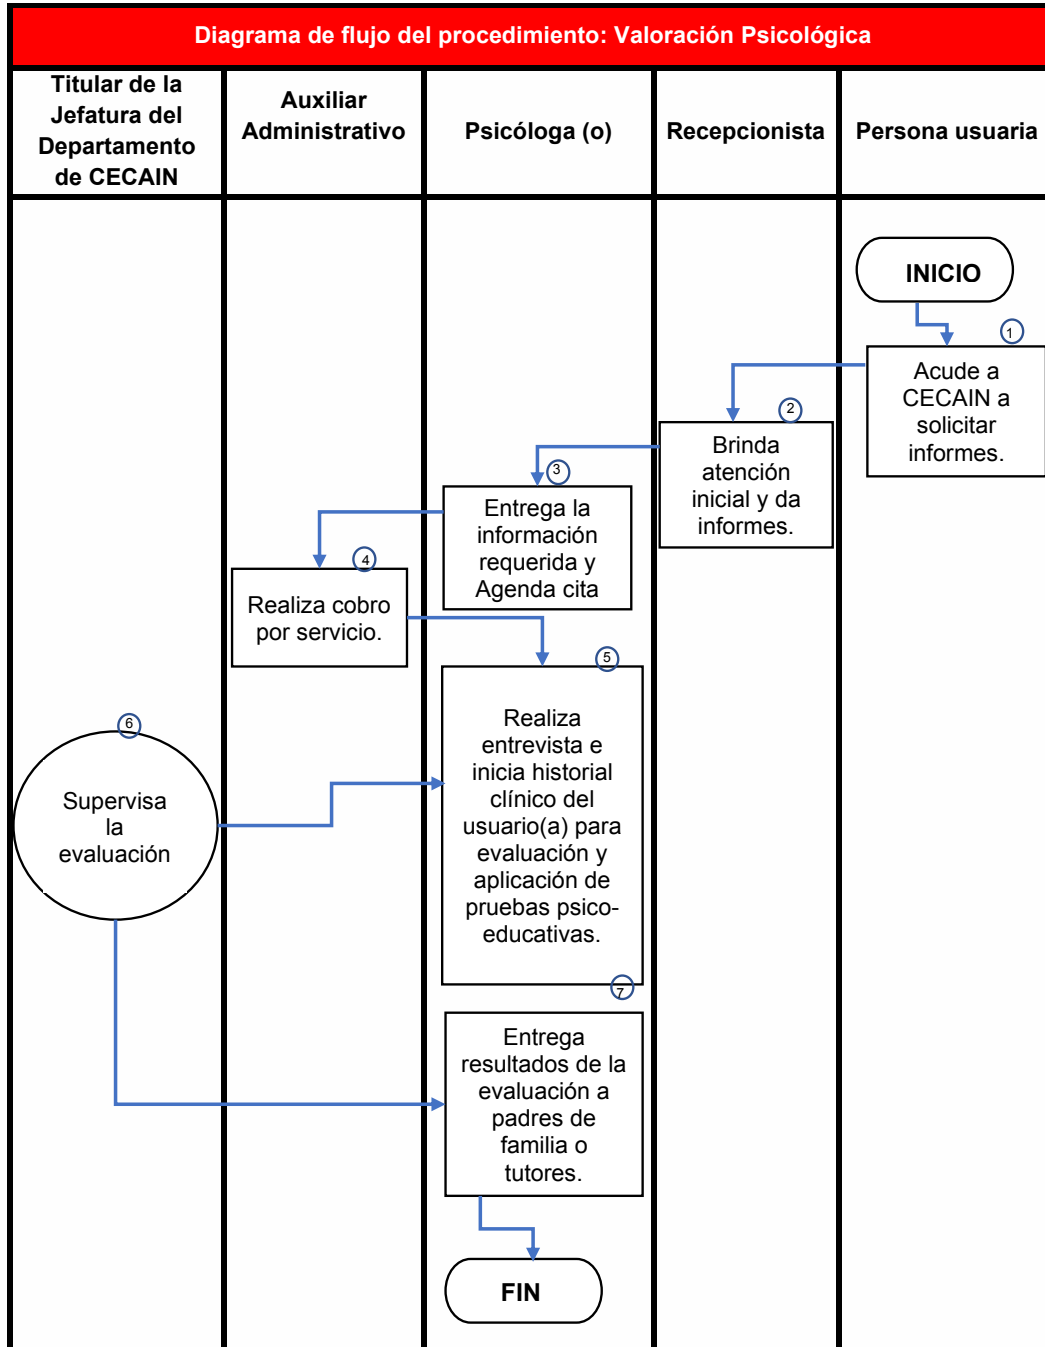 Diagrama de flujo del procedimiento: Valoración Psicológica
Titular de la
Jefatura del
Departamento
de CECAIN
Auxiliar
Administrativo
Psicóloga (o)
Recepcionista
Persona usuaria
INICIO
1
Acude a
CECAIN a
solicitar
informes.
2
Brinda
atención
inicial y da
informes.
3
Entrega la
información
requerida y
Agenda cita
4
Realiza cobro
por servicio.
5
Realiza
entrevista e
inicia historial
clínico del
usuario(a) para
evaluación y
aplicación de
pruebas psico-
educativas.
6
Supervisa
la
evaluación
7
Entrega
resultados de la
evaluación a
padres de
familia o
tutores.
FIN